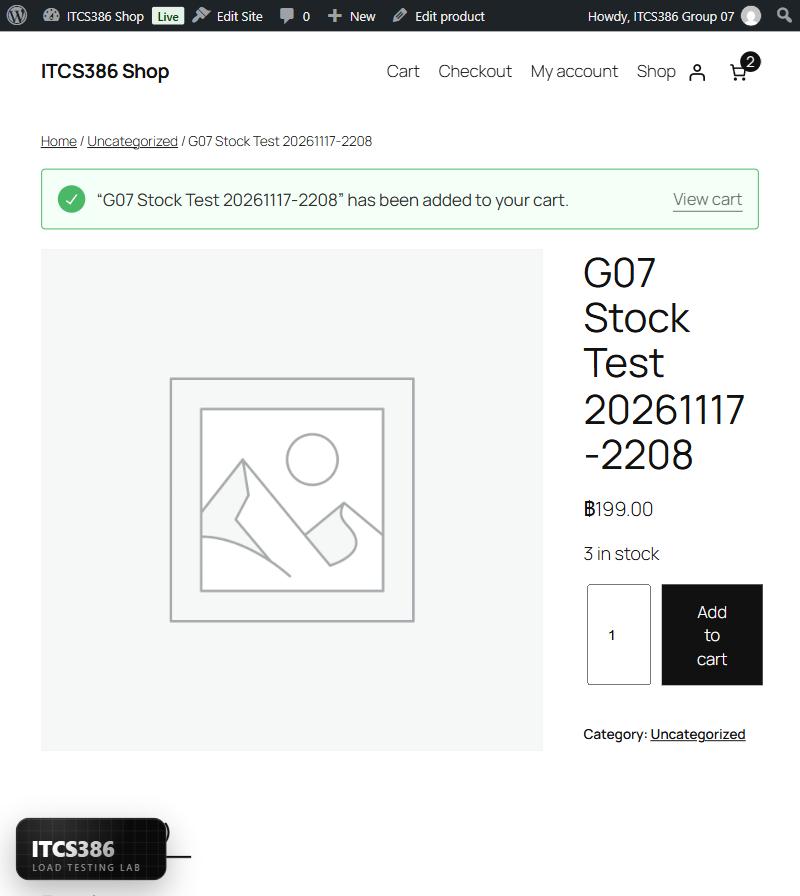 ITCS386 Shop Live Edit Site 0 New Edit product Howdy, ITCS386 Group 07
ITCS386 Shop Cart Checkout My account Shop 2
Home / Uncategorized / G07 Stock Test 20261117-2208
“G07 Stock Test 20261117-2208” has been added to your cart. View cart
G07
Stock
Test
20261117
-2208
฿199.00
3 in stock
1
Add
to
cart
Category: Uncategorized
ITCS386
LOAD TESTING LAB